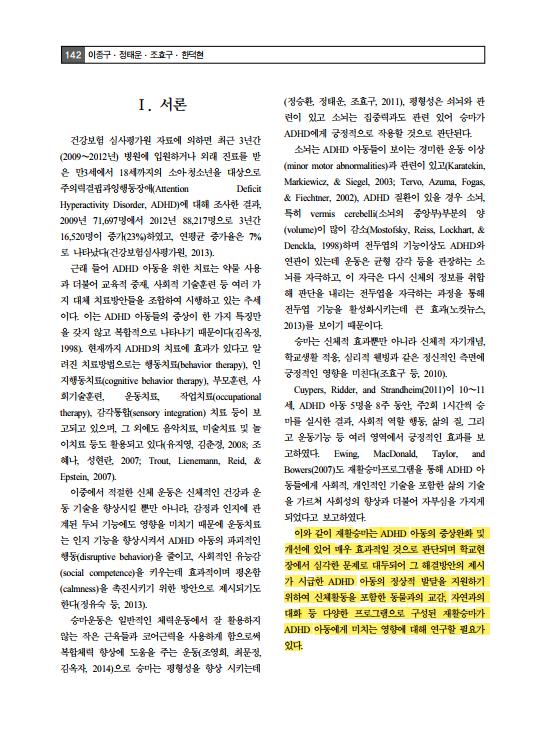 142 이종구 · 정태운 · 조효구 · 한덕현
Ⅰ. 서론
건강보험 심사평가원 자료에 의하면 최근 3년간
(2009~2012년) 병원에 입원하거나 외래 진료를 받
은 만3세에서 18세까지의 소아·청소년을 대상으로
주의력결핍과잉행동장애(Attention Deficit
Hyperactivity Disorder, ADHD)에 대해 조사한 결과,
2009년 71,697명에서 2012년 88,217명으로 3년간
16,520명이 증가(23%)하였고, 연평균 증가율은 7%
로 나타났다(건강보험심사평가원, 2013).
근래 들어 ADHD 아동을 위한 치료는 약물 사용
과 더불어 교육적 중재, 사회적 기술훈련 등 여러 가
지 대체 치료방안들을 조합하여 시행하고 있는 추세
이다. 이는 ADHD 아동들의 증상이 한 가지 특징만
을 갖지 않고 복합적으로 나타나기 때문이다(김옥정,
1998). 현재까지 ADHD의 치료에 효과가 있다고 알
려진 치료방법으로는 행동치료(behavior therapy), 인
지행동치료(cognitive behavior therapy), 부모훈련, 사
회기술훈련, 운동치료, 작업치료(occupational
therapy), 감각통합(sensory integration) 치료 등이 보
고되고 있으며, 그 외에도 음악치료, 미술치료 및 놀
이치료 등도 활용되고 있다(유지영, 김춘경, 2008; 조
혜나, 성현란, 2007; Trout, Lienemann, Reid, &
Epstein, 2007).
이중에서 적절한 신체 운동은 신체적인 건강과 운
동 기술을 향상시킬 뿐만 아니라, 감정과 인지에 관
계된 두뇌 기능에도 영향을 미치기 때문에 운동치료
는 인지 기능을 향상시켜서 ADHD 아동의 파괴적인
행동(disruptive behavior)을 줄이고, 사회적인 유능감
(social competence)을 키우는데 효과적이며 평온함
(calmness)을 촉진시키기 위한 방안으로 제시되기도
한다(정유숙 등, 2013).
승마운동은 일반적인 체력운동에서 잘 활용하지
않는 작은 근육들과 코어근력을 사용하게 함으로써
복합체력 향상에 도움을 주는 운동(조영희, 최문정,
김옥자, 2014)으로 승마는 평형성을 향상 시키는데
(정승환, 정태운, 조효구, 2011), 평형성은 쇠뇌와 관
련이 있고 소뇌는 집중력과도 관련 있어 승마가
ADHD에게 긍정적으로 작용할 것으로 판단된다.
소뇌는 ADHD 아동들이 보이는 경미한 운동 이상
(minor motor abnormalities)과 관련이 있고(Karatekin,
Markiewicz, & Siegel, 2003; Tervo, Azuma, Fogas,
& Fiechtner, 2002), ADHD 질환이 있을 경우 소뇌,
특히 vermis cerebelli(소뇌의 중앙부)부분의 양
(volume)이 많이 감소(Mostofsky, Reiss, Lockhart, &
Denckla, 1998)하며 전두엽의 기능이상도 ADHD와
연관이 있는데 운동은 균형 감각 등을 관장하는 소
뇌를 자극하고, 이 자극은 다시 신체의 정보를 취합
해 판단을 내리는 전두엽을 자극하는 과정을 통해
전두엽 기능을 활성화시키는데 큰 효과(노컷뉴스,
2013)를 보이기 때문이다.
승마는 신체적 효과뿐만 아니라 신체적 자기개념,
학교생활 적응, 심리적 웰빙과 같은 정신적인 측면에
긍정적인 영향을 미친다(조효구 등, 2010).
Cuypers, Ridder, and Strandheim(2011)이 10~11
세, ADHD 아동 5명을 8주 동안, 주2회 1시간씩 승
마를 실시한 결과, 사회적 역할 행동, 삶의 질, 그리
고 운동기능 등 여러 영역에서 긍정적인 효과를 보
고하였다. Ewing, MacDonald, Taylor, and
Bowers(2007)도 재활승마프로그램을 통해 ADHD 아
동들에게 사회적, 개인적인 기술을 포함한 삶의 기술
을 가르쳐 사회성의 향상과 더불어 자부심을 가지게
되었다고 보고하였다.
이와 같이 재활승마는 ADHD 아동의 증상완화 및
개선에 있어 매우 효과적일 것으로 판단되며 학교현
장에서 심각한 문제로 대두되어 그 해결방안의 제시
가 시급한 ADHD 아동의 정상적 발달을 지원하기
위하여 신체활동을 포함한 동물과의 교감, 자연과의
대화 등 다양한 프로그램으로 구성된 재활승마가
ADHD 아동에게 미치는 영향에 대해 연구할 필요가
있다.